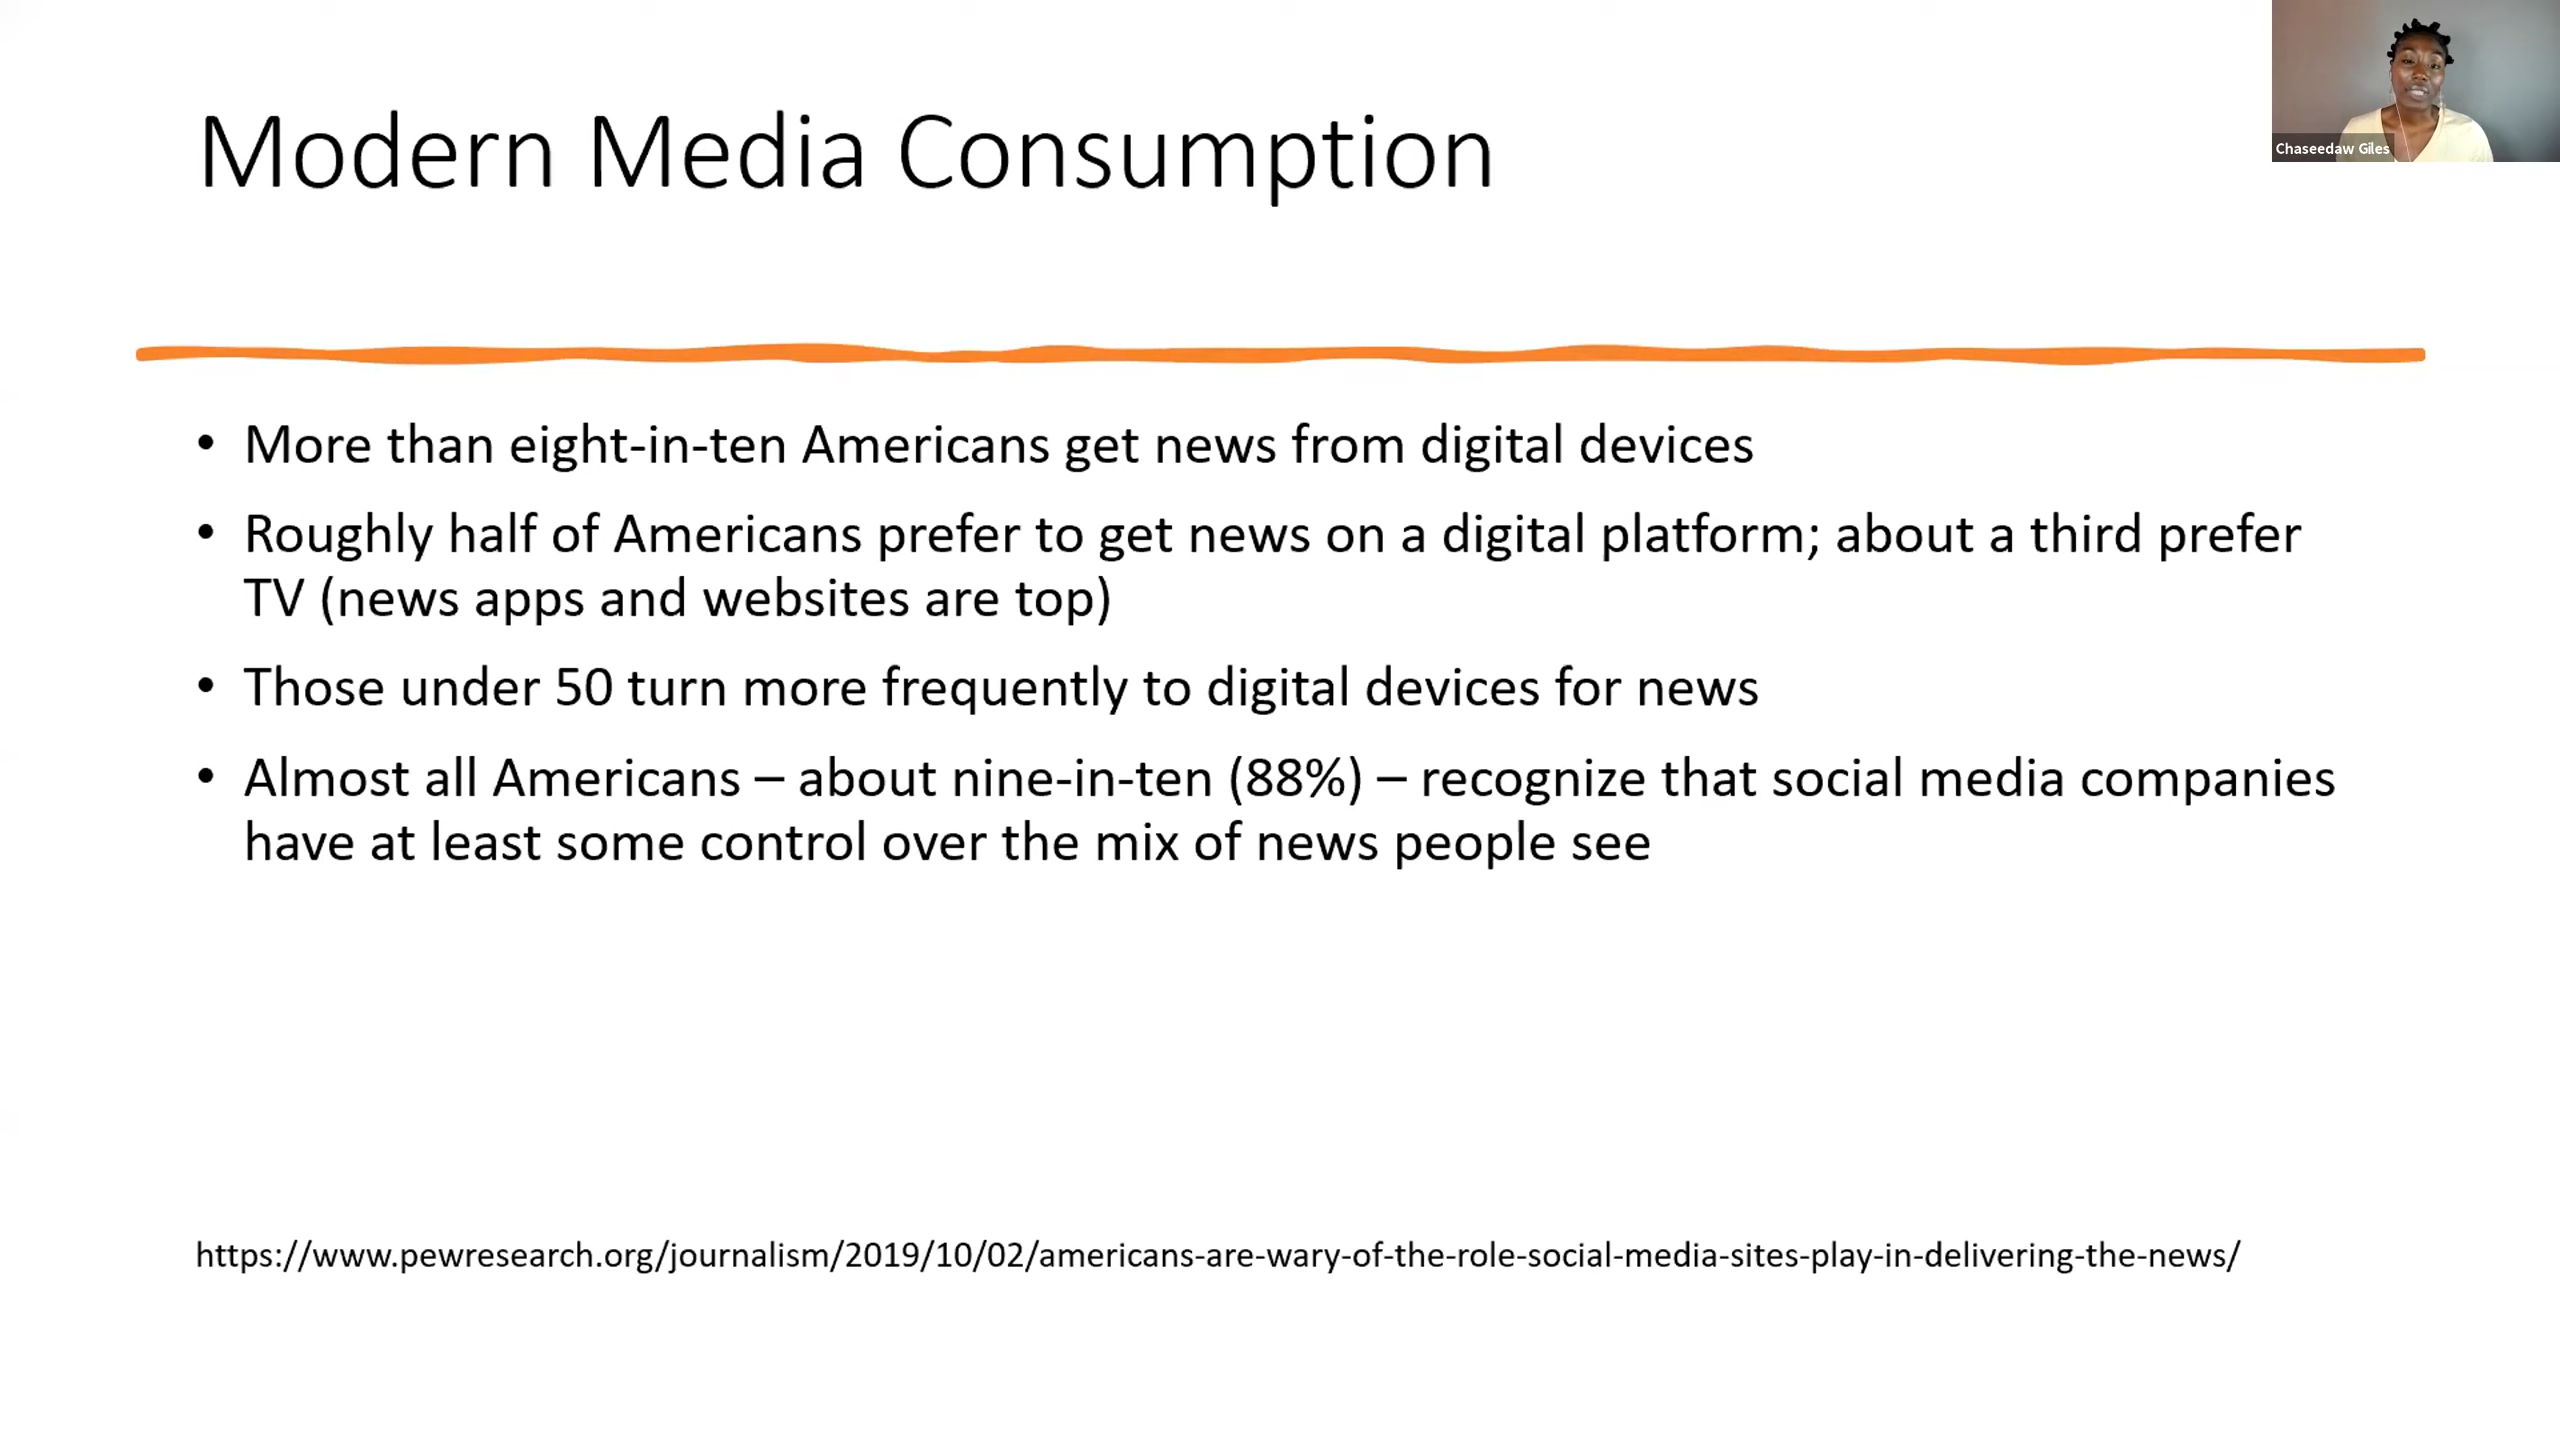 Modern Media Consumption
Chaseedaw Giles
• More than eight-in-ten Americans get news from digital devices
• Roughly half of Americans prefer to get news on a digital platform; about a third prefer
TV (news apps and websites are top)
• Those under 50 turn more frequently to digital devices for news
• Almost all Americans – about nine-in-ten (88%) – recognize that social media companies
have at least some control over the mix of news people see
https://www.pewresearch.org/journalism/2019/10/02/americans-are-wary-of-the-role-social-media-sites-play-in-delivering-the-news/